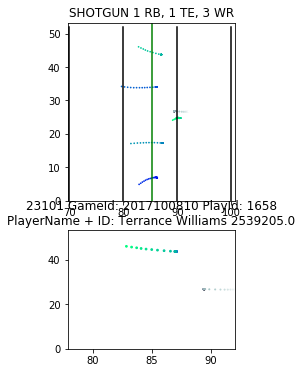 SHOTGUN 1 RB, 1 TE, 3 WR
50
40
30
20
10
0
70 80 90 100
23101 GameId: 2017100810 PlayId: 1658
PlayerName + ID: Terrance Williams 2539205.0
40
20
0
80 85 90